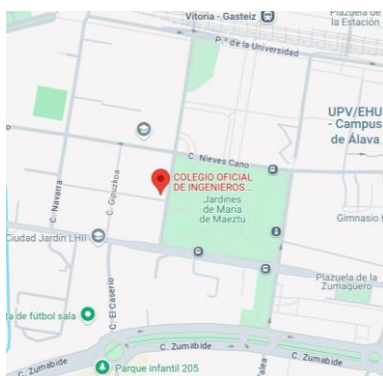 Plazuela de
la Estación
Vitoria - Gasteiz
P.º de la Universidad
UPV/EHU
- Campus
de Álava
C. Nieves Cano
COLEGIO OFICIAL
DE INGENIEROS...
Jardines
de María
de Maeztu
C. Navarra
C. Gipuzkoa
Gimnasio
Ciudad Jardin LHII
Plazuela de la
Zumaquero
C. El Caserío
ta de fútbol sala
C. Zumabide
C. Zumabide
C. Zumabide
Parque infantil 205